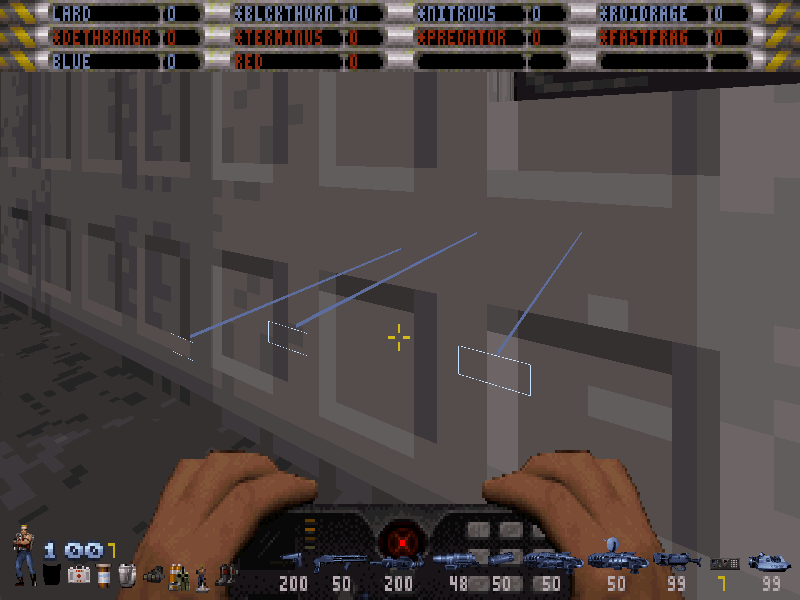 LARD 0 *BLCKTHORN 0 *NITROUS 0 *ROIDRAGE 0
*DETHBRNGR 0 *TERMINUS 0 *PREDATOR 0 *FASTFRAG 0
BLUE 0 RED 0
100 7
200 50 200 48 50 50 50 99 7 99